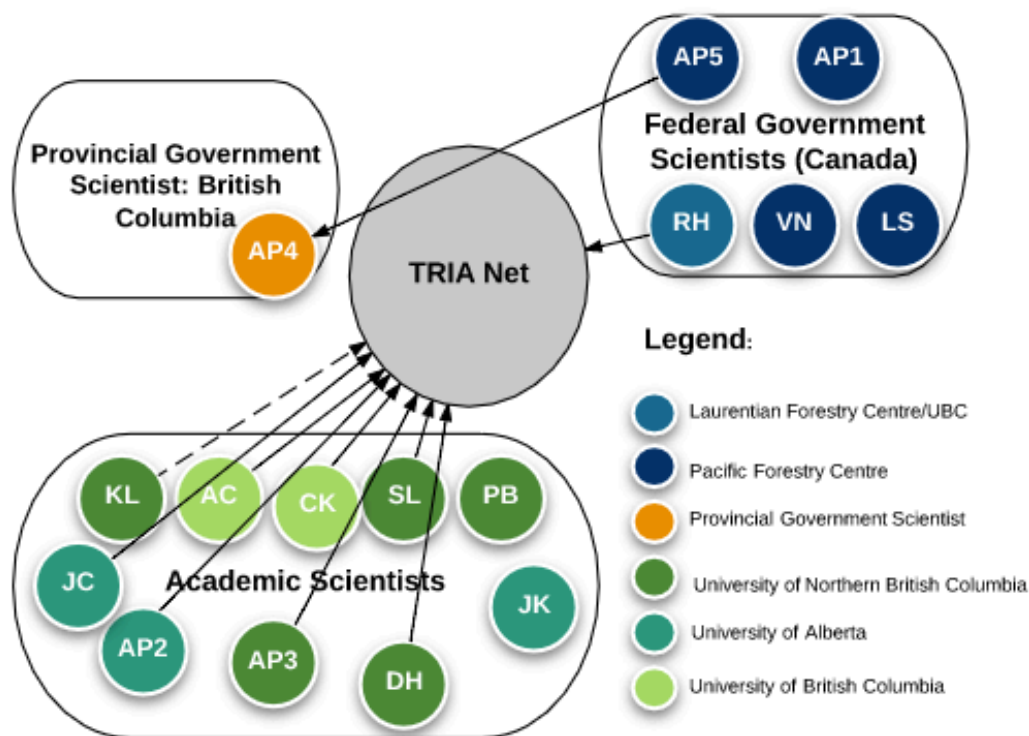 AP5
AP1
Federal Government
Scientists (Canada)
RH
VN
LS
Provincial Government
Scientist: British
Columbia
AP4
TRIA Net
KL
AC
CK
SL
PB
JC
Academic Scientists
JK
AP2
AP3
DH
Legend:
Laurentian Forestry Centre/UBC
Pacific Forestry Centre
Provincial Government Scientist
University of Northern British Columbia
University of Alberta
University of British Columbia